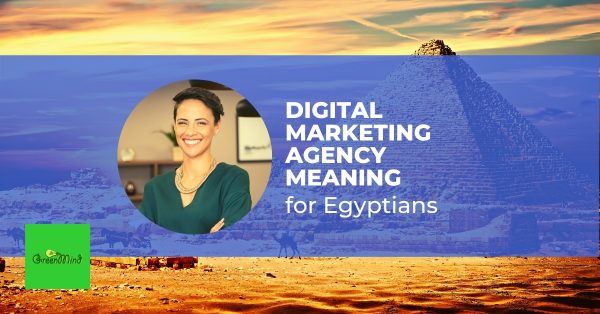 DIGITAL
MARKETING
AGENCY
MEANING
for Egyptians
GreenMind